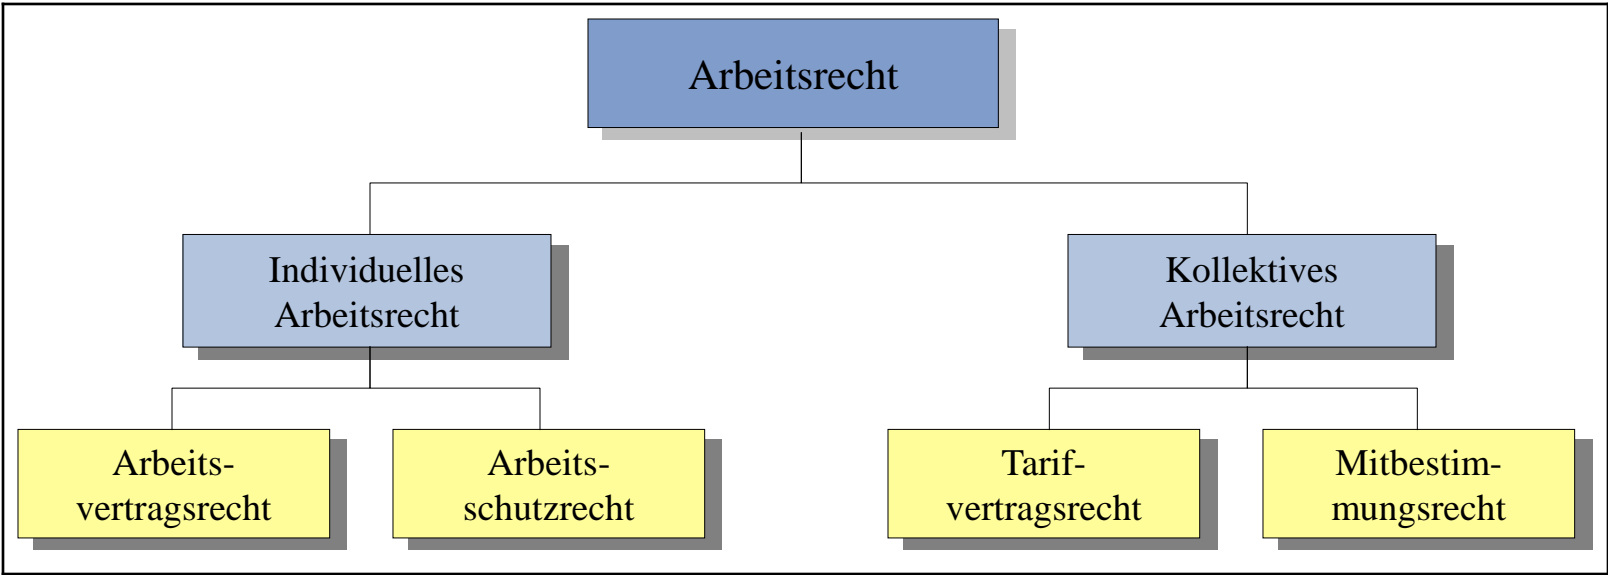 Arbeitsrecht
Individuelles
Arbeitsrecht
Kollektives
Arbeitsrecht
Arbeits-
vertragsrecht
Arbeits-
schutzrecht
Tarif-
vertragsrecht
Mitbestim-
mungsrecht